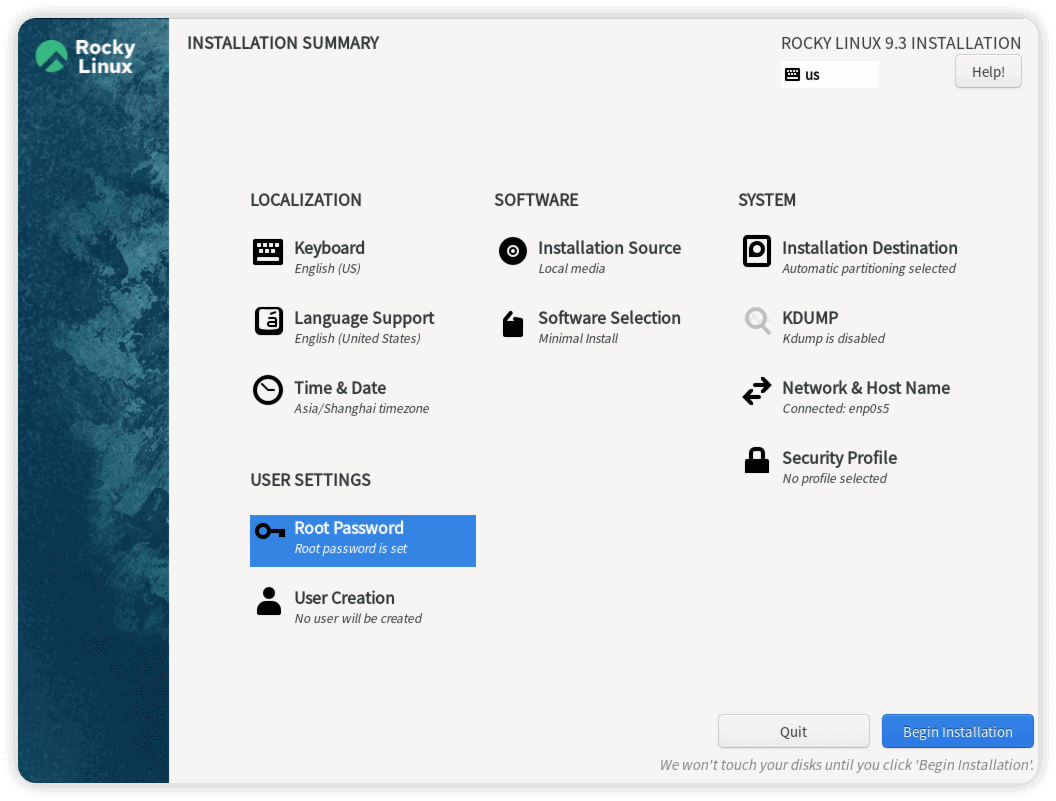 Rocky
Linux
INSTALLATION SUMMARY
ROCKY LINUX 9.3 INSTALLATION
us
Help!
LOCALIZATION
Keyboard
English (US)
Language Support
English (United States)
Time & Date
Asia/Shanghai timezone
SOFTWARE
Installation Source
Local media
Software Selection
Minimal Install
SYSTEM
Installation Destination
Automatic partitioning selected
KDUMP
Kdump is disabled
Network & Host Name
Connected: enp0s5
Security Profile
No profile selected
USER SETTINGS
Root Password
Root password is set
User Creation
No user will be created
Quit
Begin Installation
We won't touch your disks until you click 'Begin Installation'.